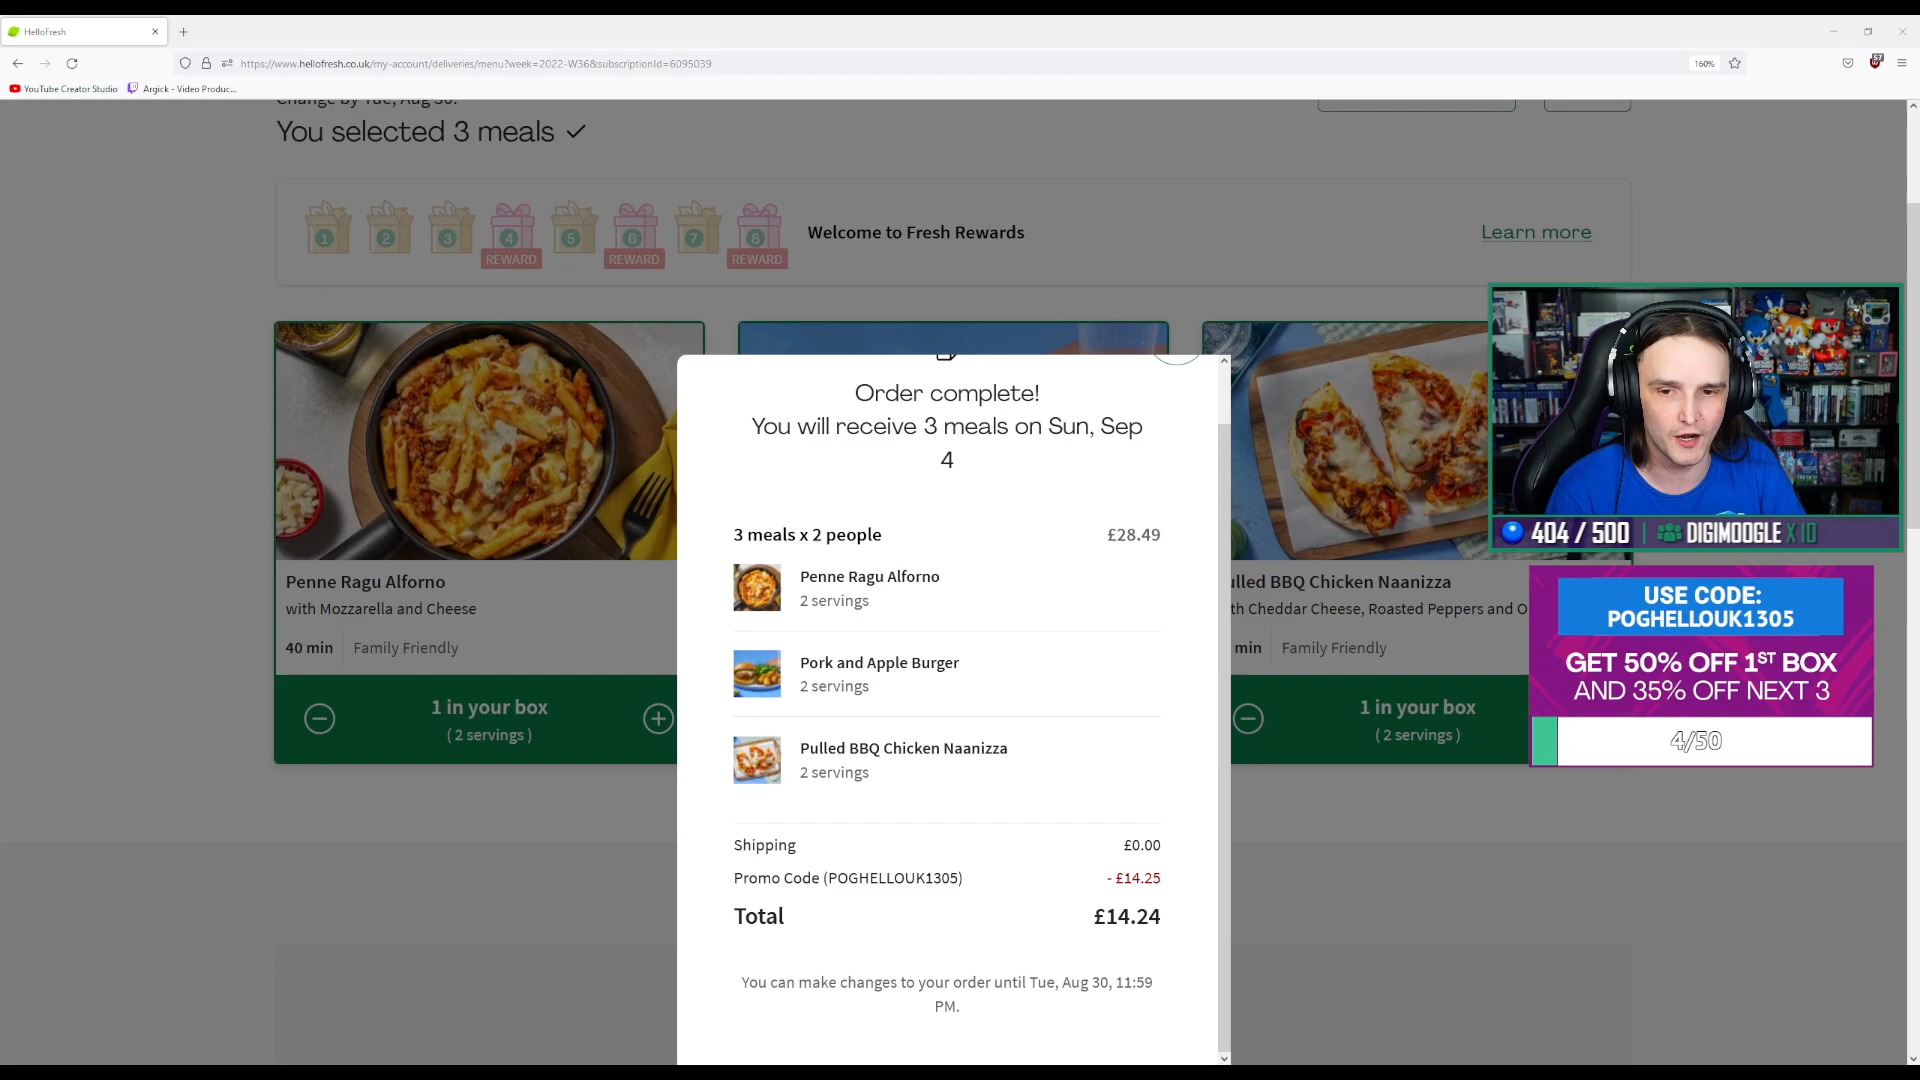 HelloFresh
https://www.hellofresh.co.uk/my-account/deliveries/menu?week=2022-W36&subscriptionId=6095039
160%
57
YouTube Creator Studio
Argick - Video Produc...
Change by Tue, Aug 30.
You selected 3 meals
1 2 3 4 5 6 7 8
REWARD REWARD REWARD
Welcome to Fresh Rewards
Learn more
Order complete!
You will receive 3 meals on Sun, Sep
4
3 meals x 2 people £28.49
Penne Ragu Alforno
2 servings
Pork and Apple Burger
2 servings
Pulled BBQ Chicken Naanizza
2 servings
Shipping £0.00
Promo Code (POGHELLOUK1305) - £14.25
Total £14.24
You can make changes to your order until Tue, Aug 30, 11:59
PM.
Penne Ragu Alforno
with Mozzarella and Cheese
40 min Family Friendly
1 in your box
( 2 servings )
ulled BBQ Chicken Naanizza
th Cheddar Cheese, Roasted Peppers and O
min Family Friendly
1 in your box
( 2 servings )
404 / 500 | DIGIMOOGLE X 10
USE CODE:
POGHELLOUK1305
GET 50% OFF 1ST BOX
AND 35% OFF NEXT 3
4/50